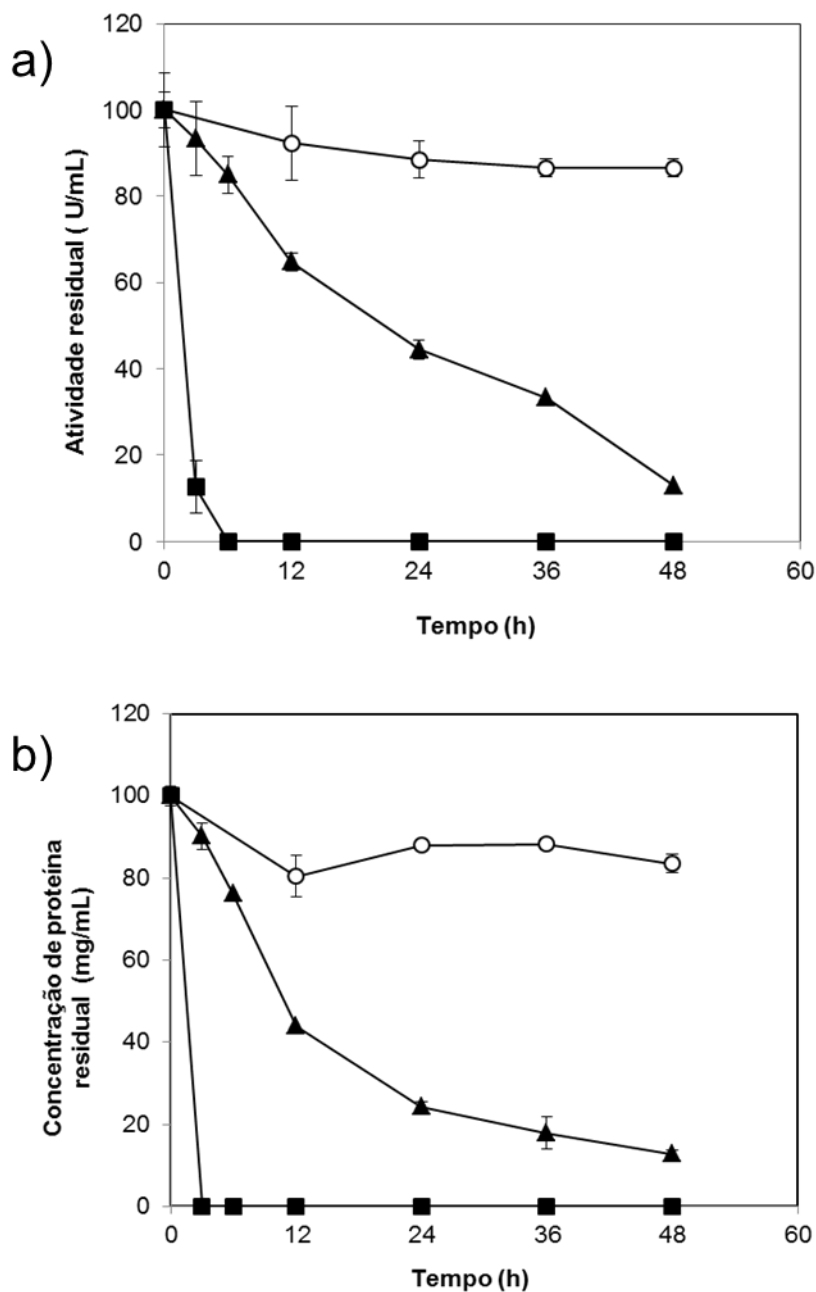 a)
Atividade residual ( U/mL)
120
100
80
60
40
20
0
0 12 24 36 48 60
Tempo (h)
b)
Concentração de proteína
residual (mg/mL)
120
100
80
60
40
20
0
0 12 24 36 48 60
Tempo (h)